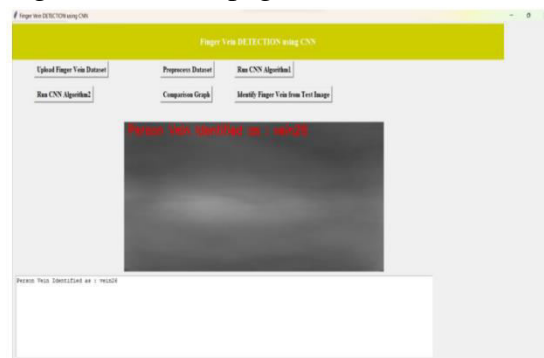 Finger Vein DETECTION using CNN
Finger Vein DETECTION using CNN
Upload Finger Vein Dataset Preprocess Dataset Run CNN Algorithm1
Run CNN Algorithm2 Comparison Graph Identify Finger Vein from Test Image
Person Vein identified as : vein26
Person Vein Identified as : vein26